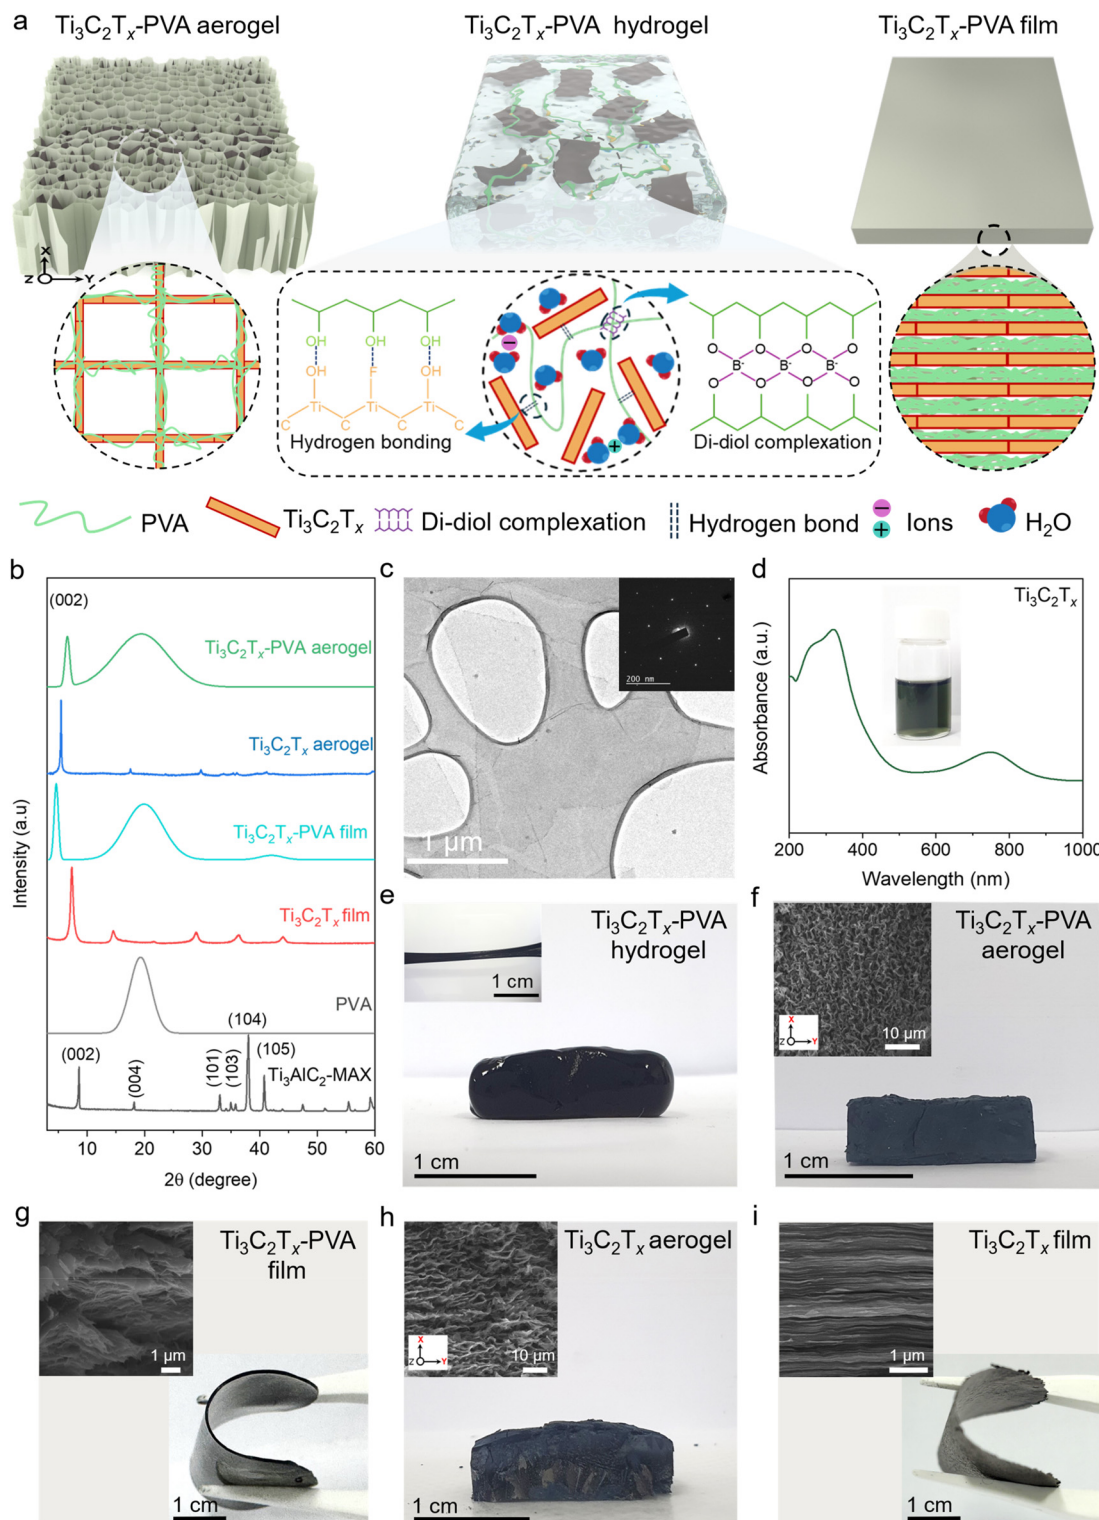 a
Ti₃C₂Tₓ-PVA aerogel
Ti₃C₂Tₓ-PVA hydrogel
Ti₃C₂Tₓ-PVA film
X
Z Y
OH OH OH
OH F OH
Ti Ti Ti
C C C C
Hydrogen bonding
−
+
O O O O
B⁻ B⁻ B⁻
O O O O
Di-diol complexation
PVA
Ti₃C₂Tₓ
Di-diol complexation
Hydrogen bond
−
+
Ions
H₂O
b
(002)
Ti₃C₂Tₓ-PVA aerogel
Ti₃C₂Tₓ aerogel
Ti₃C₂Tₓ-PVA film
Ti₃C₂Tₓ film
PVA
(104)
(002)
(004)
(101)
(103)
(105)
Ti₃AlC₂-MAX
Intensity (a.u)
10 20 30 40 50 60
2θ (degree)
c
200 nm
1 µm
d
Ti₃C₂Tₓ
Absorbance (a.u.)
200 400 600 800 1000
Wavelength (nm)
e
Ti₃C₂Tₓ-PVA
hydrogel
1 cm
1 cm
f
Ti₃C₂Tₓ-PVA
aerogel
X
Z Y
10 µm
1 cm
g
Ti₃C₂Tₓ-PVA
film
1 µm
1 cm
h
Ti₃C₂Tₓ aerogel
X
Z Y
10 µm
1 cm
i
Ti₃C₂Tₓ film
1 µm
1 cm